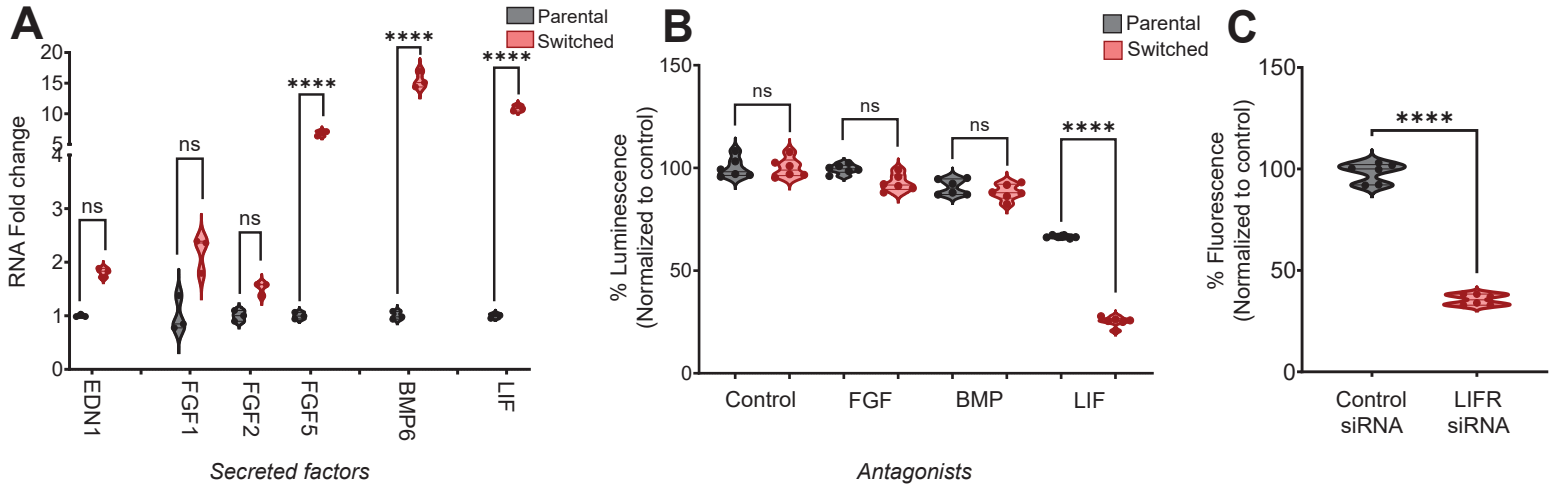 A
Parental
Switched
RNA Fold change
20
15
10
5
4
3
2
1
0
ns
ns
ns
****
****
****
EDN1
FGF1
FGF2
FGF5
BMP6
LIF
Secreted factors
B
Parental
Switched
% Luminescence
(Normalized to control)
150
100
50
0
ns
ns
ns
****
Control
FGF
BMP
LIF
Antagonists
C
% Fluorescence
(Normalized to control)
150
100
50
0
****
Control
siRNA
LIFR
siRNA